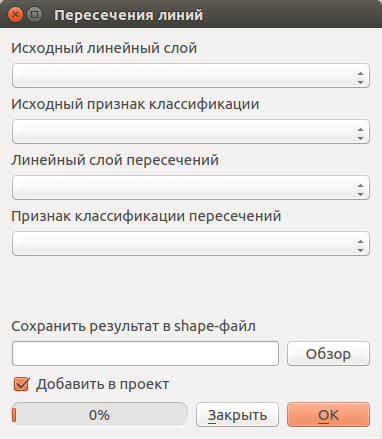 Пересечения линий
Исходный линейный слой
Исходный признак классификации
Линейный слой пересечений
Признак классификации пересечений
Сохранить результат в shape-файл
Обзор
Добавить в проект
0%
Закрыть
OK